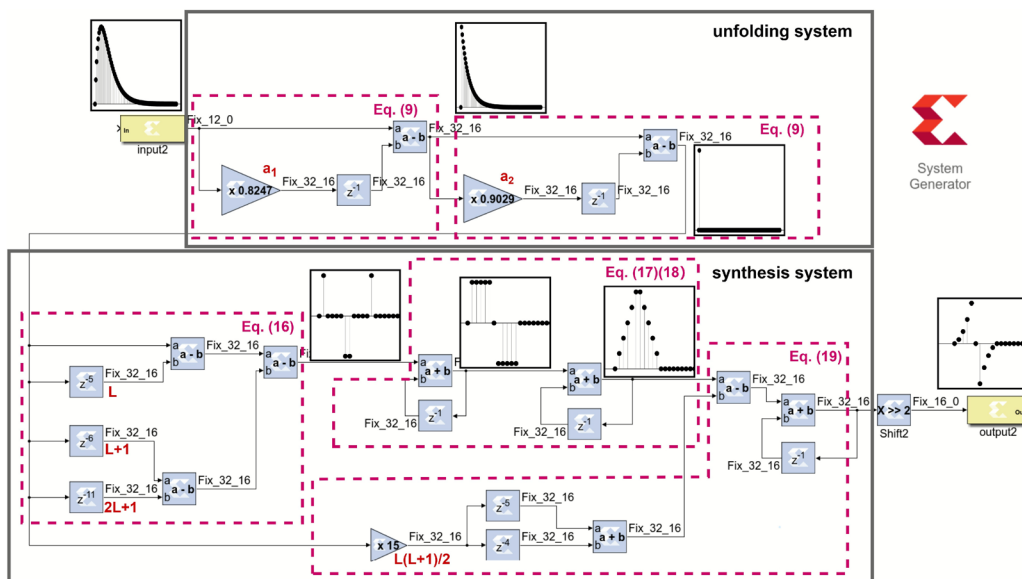 unfolding system
Eq. (9)
Fix_12_0
In
input2
a
b
a - b
Fix_32_16
a1
x 0.8247
Fix_32_16
z-1
Fix_32_16
a
b
a - b
Fix_32_16
Eq. (9)
a2
x 0.9029
Fix_32_16
z-1
Fix_32_16
System
Generator
synthesis system
Eq. (16)
a
b
a - b
Fix_32_16
z-5
Fix_32_16
L
a
b
a - b
z-6
Fix_32_16
L+1
z-11
Fix_32_16
2L+1
a
b
a - b
Fix_32_16
Eq. (17)(18)
a
b
a + b
z-1
Fix_32_16
a
b
a + b
z-1
Fix_32_16
Eq. (19)
a
b
a - b
Fix_32_16
a
b
a + b
Fix_32_16
z-1
Fix_32_16
X >> 2
Shift2
Fix_16_0
Ou
output2
x 15
Fix_32_16
L(L+1)/2
z-5
Fix_32_16
z-4
Fix_32_16
a
b
a + b
Fix_32_16